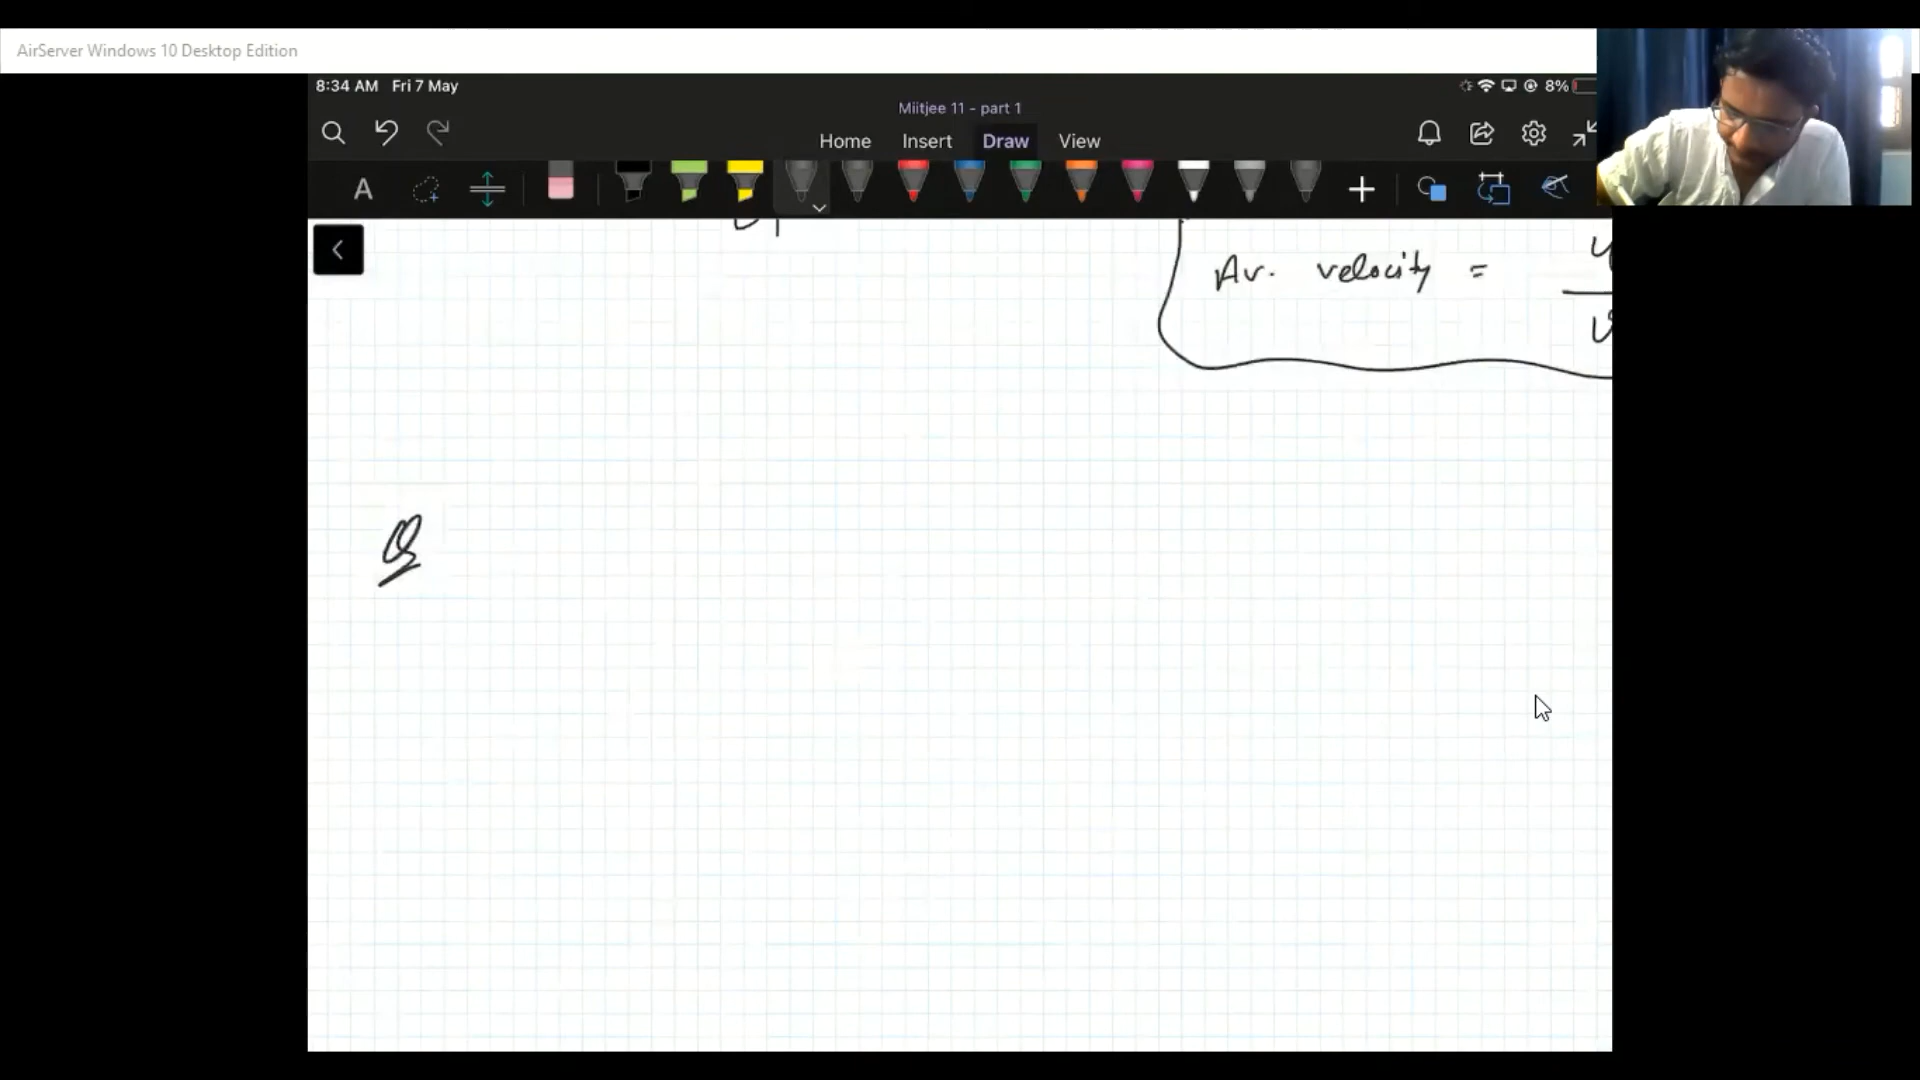 AirServer Windows 10 Desktop Edition
8:34 AM Fri 7 May
8%
Miitjee 11 - part 1
Home Insert Draw View
A
Av. velocity =
Q